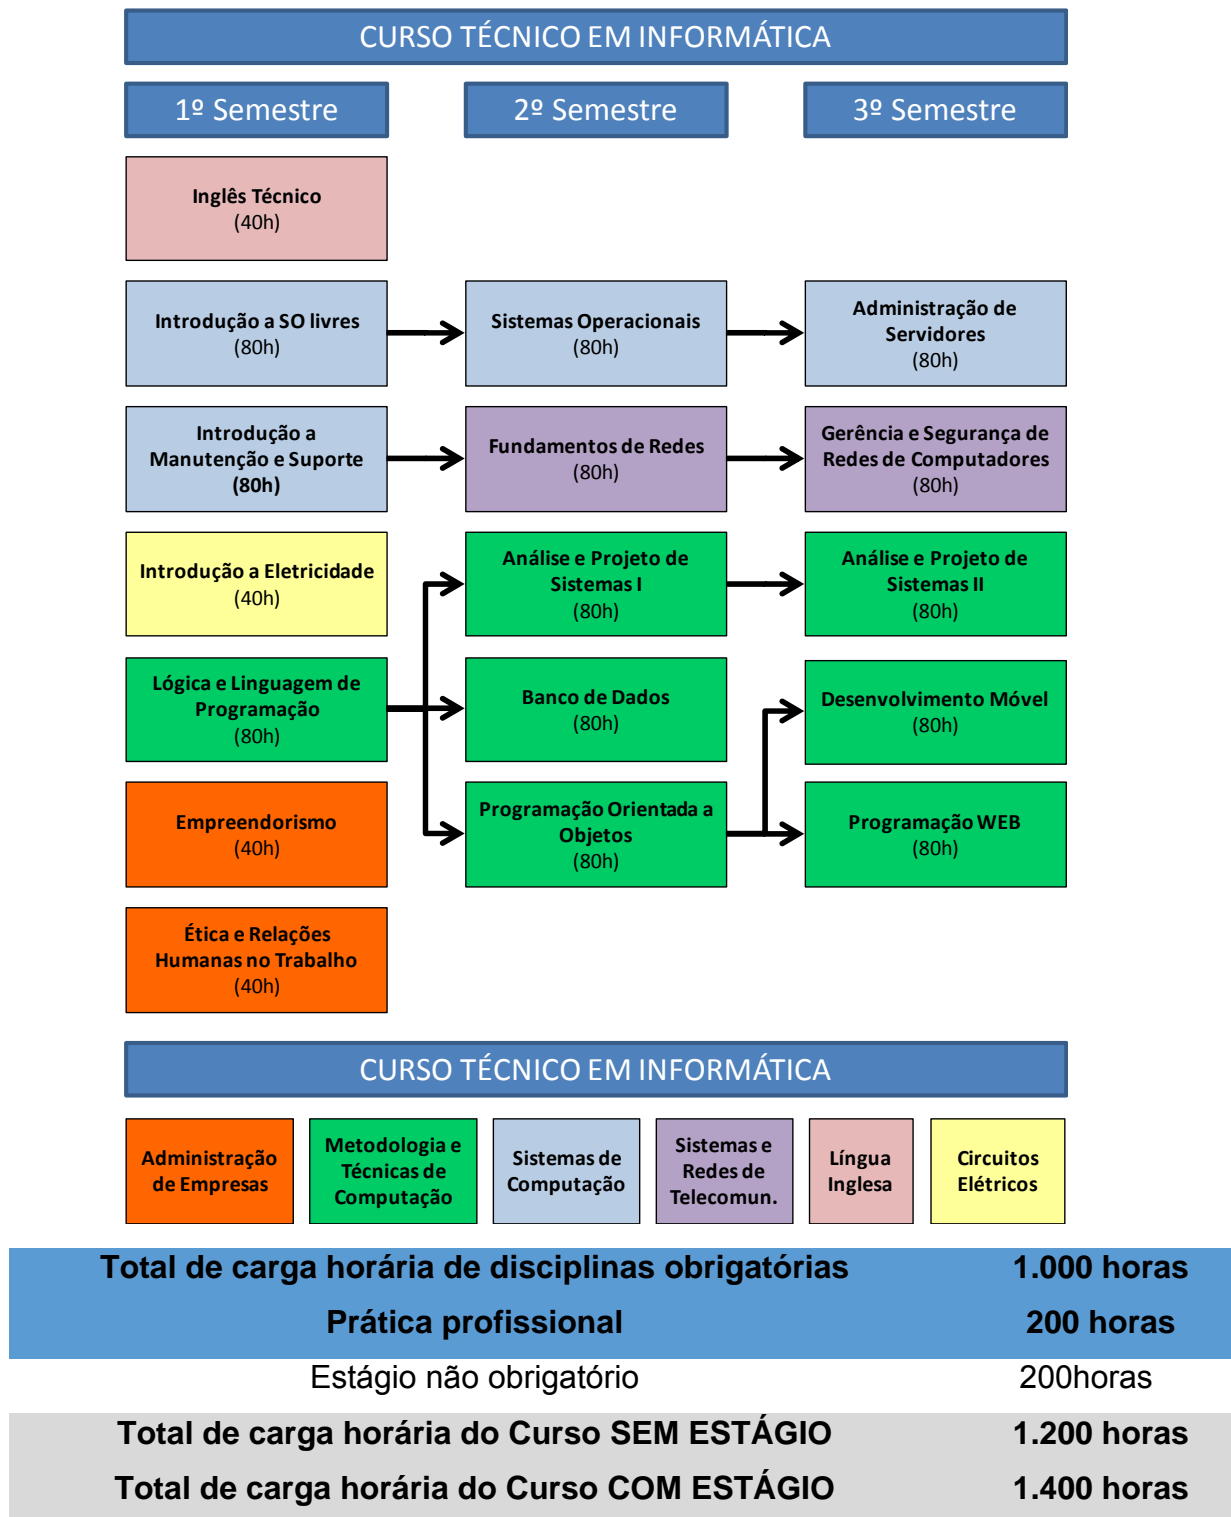 CURSO TÉCNICO EM INFORMÁTICA
1º Semestre
2º Semestre
3º Semestre
Inglês Técnico
(40h)
Introdução a SO livres
(80h)
Sistemas Operacionais
(80h)
Administração de
Servidores
(80h)
Introdução a
Manutenção e Suporte
(80h)
Fundamentos de Redes
(80h)
Gerência e Segurança de
Redes de Computadores
(80h)
Introdução a Eletricidade
(40h)
Análise e Projeto de
Sistemas I
(80h)
Análise e Projeto de
Sistemas II
(80h)
Lógica e Linguagem de
Programação
(80h)
Banco de Dados
(80h)
Desenvolvimento Móvel
(80h)
Empreendorismo
(40h)
Programação Orientada a
Objetos
(80h)
Programação WEB
(80h)
Ética e Relações
Humanas no Trabalho
(40h)
CURSO TÉCNICO EM INFORMÁTICA
Administração
de Empresas
Metodologia e
Técnicas de
Computação
Sistemas de
Computação
Sistemas e
Redes de
Telecomun.
Língua
Inglesa
Circuitos
Elétricos
Total de carga horária de disciplinas obrigatórias 1.000 horas
Prática profissional 200 horas
Estágio não obrigatório 200horas
Total de carga horária do Curso SEM ESTÁGIO 1.200 horas
Total de carga horária do Curso COM ESTÁGIO 1.400 horas